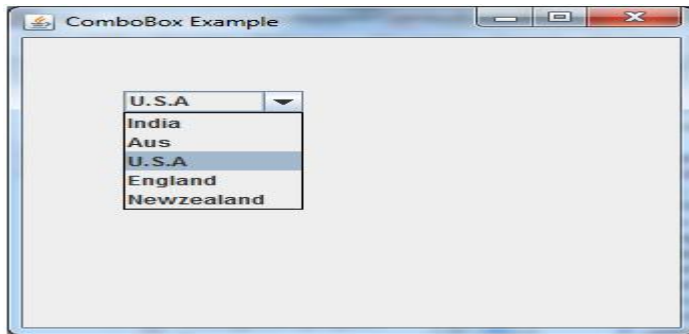 ComboBox Example
U.S.A
India
Aus
U.S.A
England
Newzealand